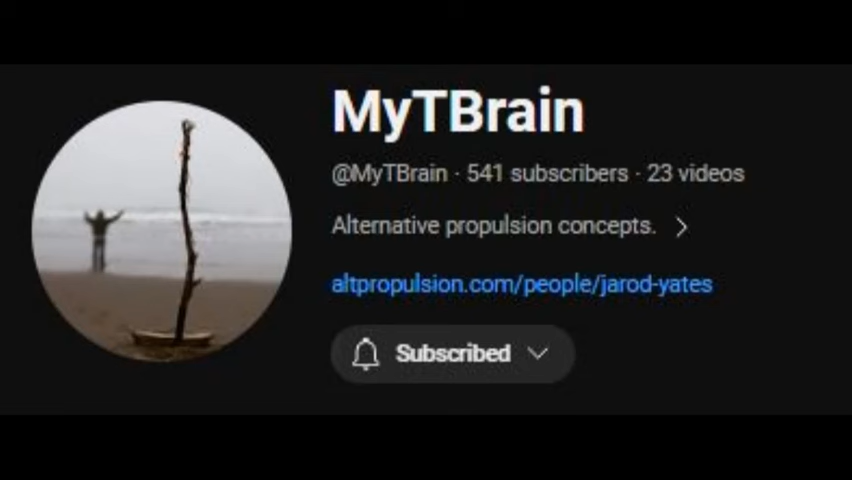 MyTBrain
@MyTBrain · 541 subscribers · 23 videos
Alternative propulsion concepts.
altpropulsion.com/people/jarod-yates
Subscribed